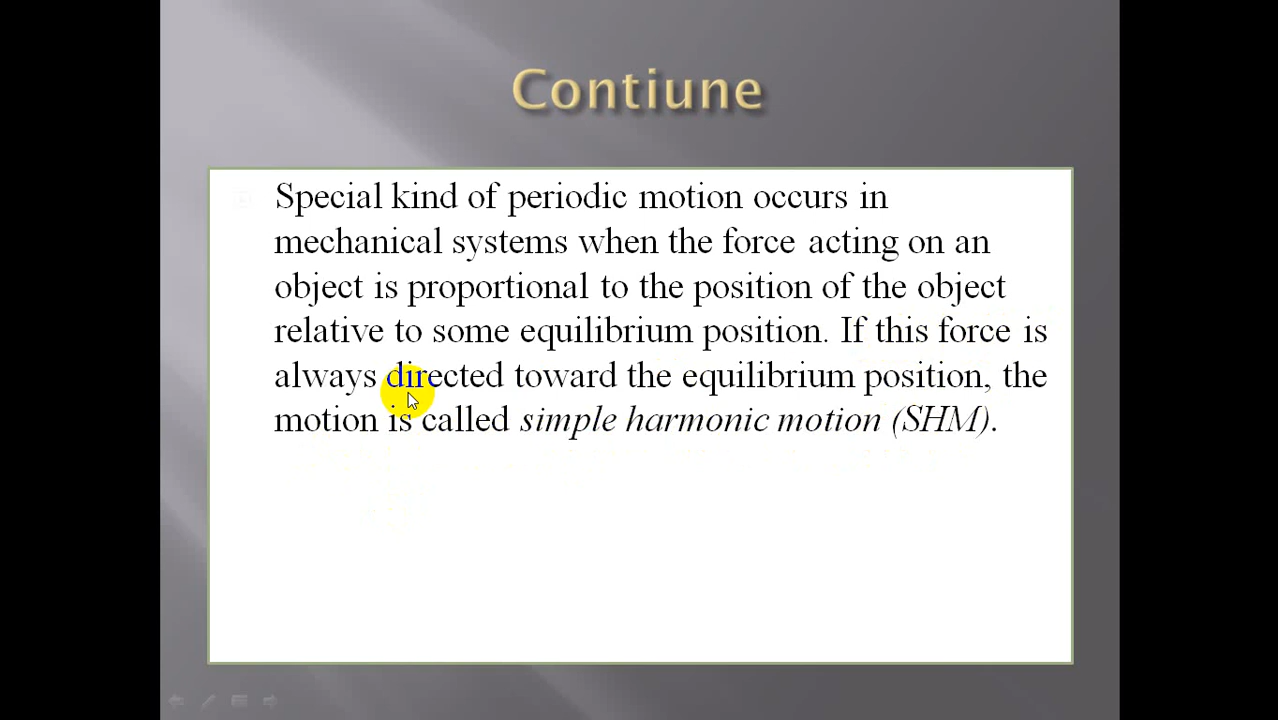 Contiune
Special kind of periodic motion occurs in
mechanical systems when the force acting on an
object is proportional to the position of the object
relative to some equilibrium position. If this force is
always directed toward the equilibrium position, the
motion is called simple harmonic motion (SHM).